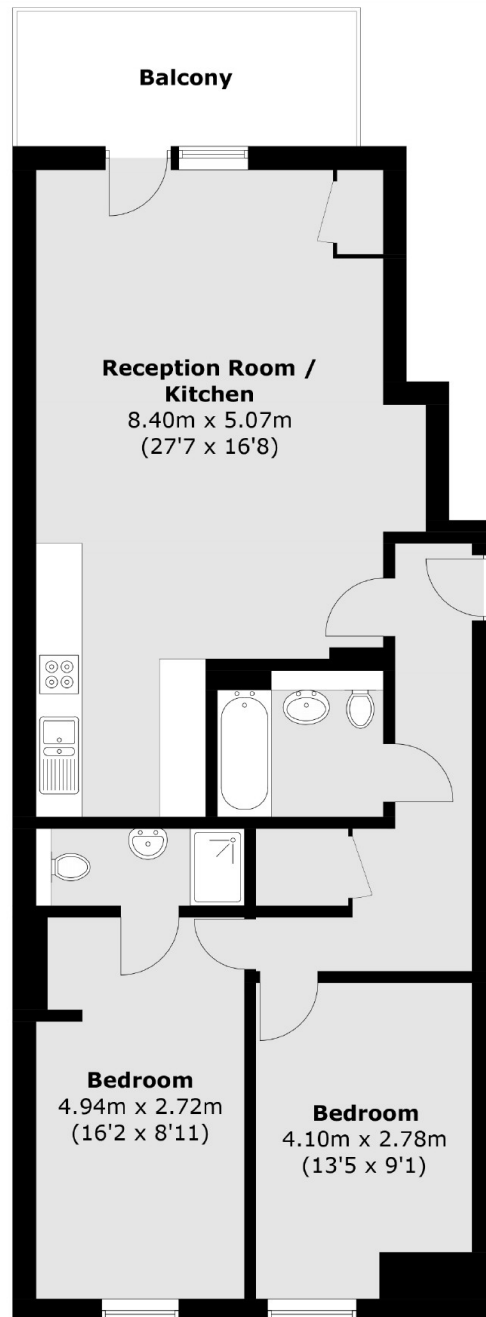 Balcony
Reception Room /
Kitchen
8.40m x 5.07m
(27'7 x 16'8)
Bedroom
4.94m x 2.72m
(16'2 x 8'11)
Bedroom
4.10m x 2.78m
(13'5 x 9'1)